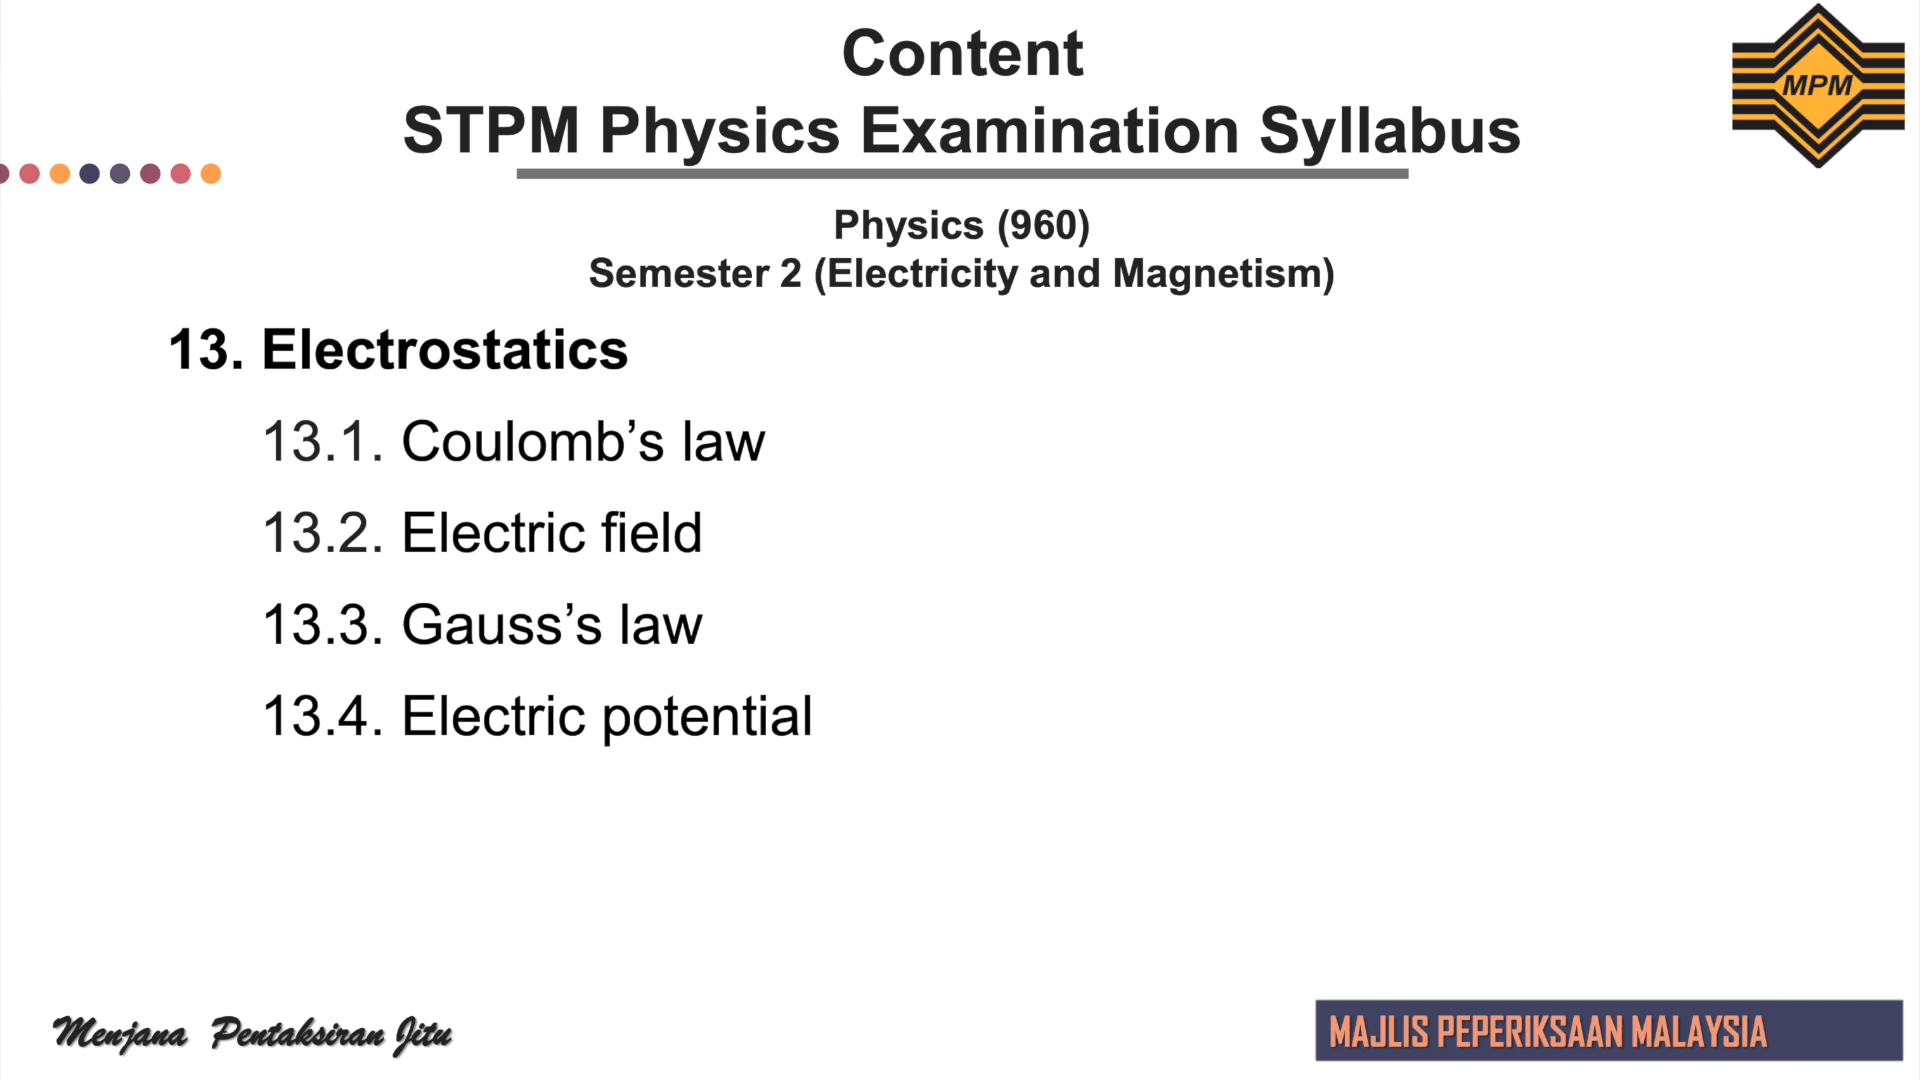 Content
STPM Physics Examination Syllabus
MPM
Physics (960)
Semester 2 (Electricity and Magnetism)
13. Electrostatics
13.1. Coulomb’s law
13.2. Electric field
13.3. Gauss’s law
13.4. Electric potential
Menjana Pentaksiran Jitu
MAJLIS PEPERIKSAAN MALAYSIA